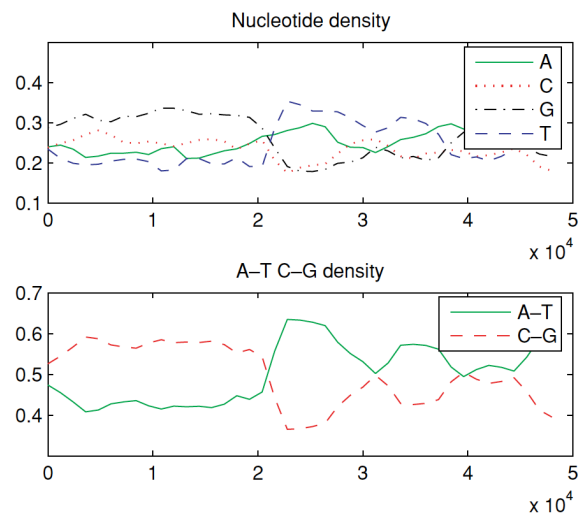 Nucleotide density
A
C
G
T
0.4
0.3
0.2
0.1
0 1 2 3 4 5
x 10^4
A–T C–G density
A–T
C–G
0.7
0.6
0.5
0.4
0 1 2 3 4 5
x 10^4